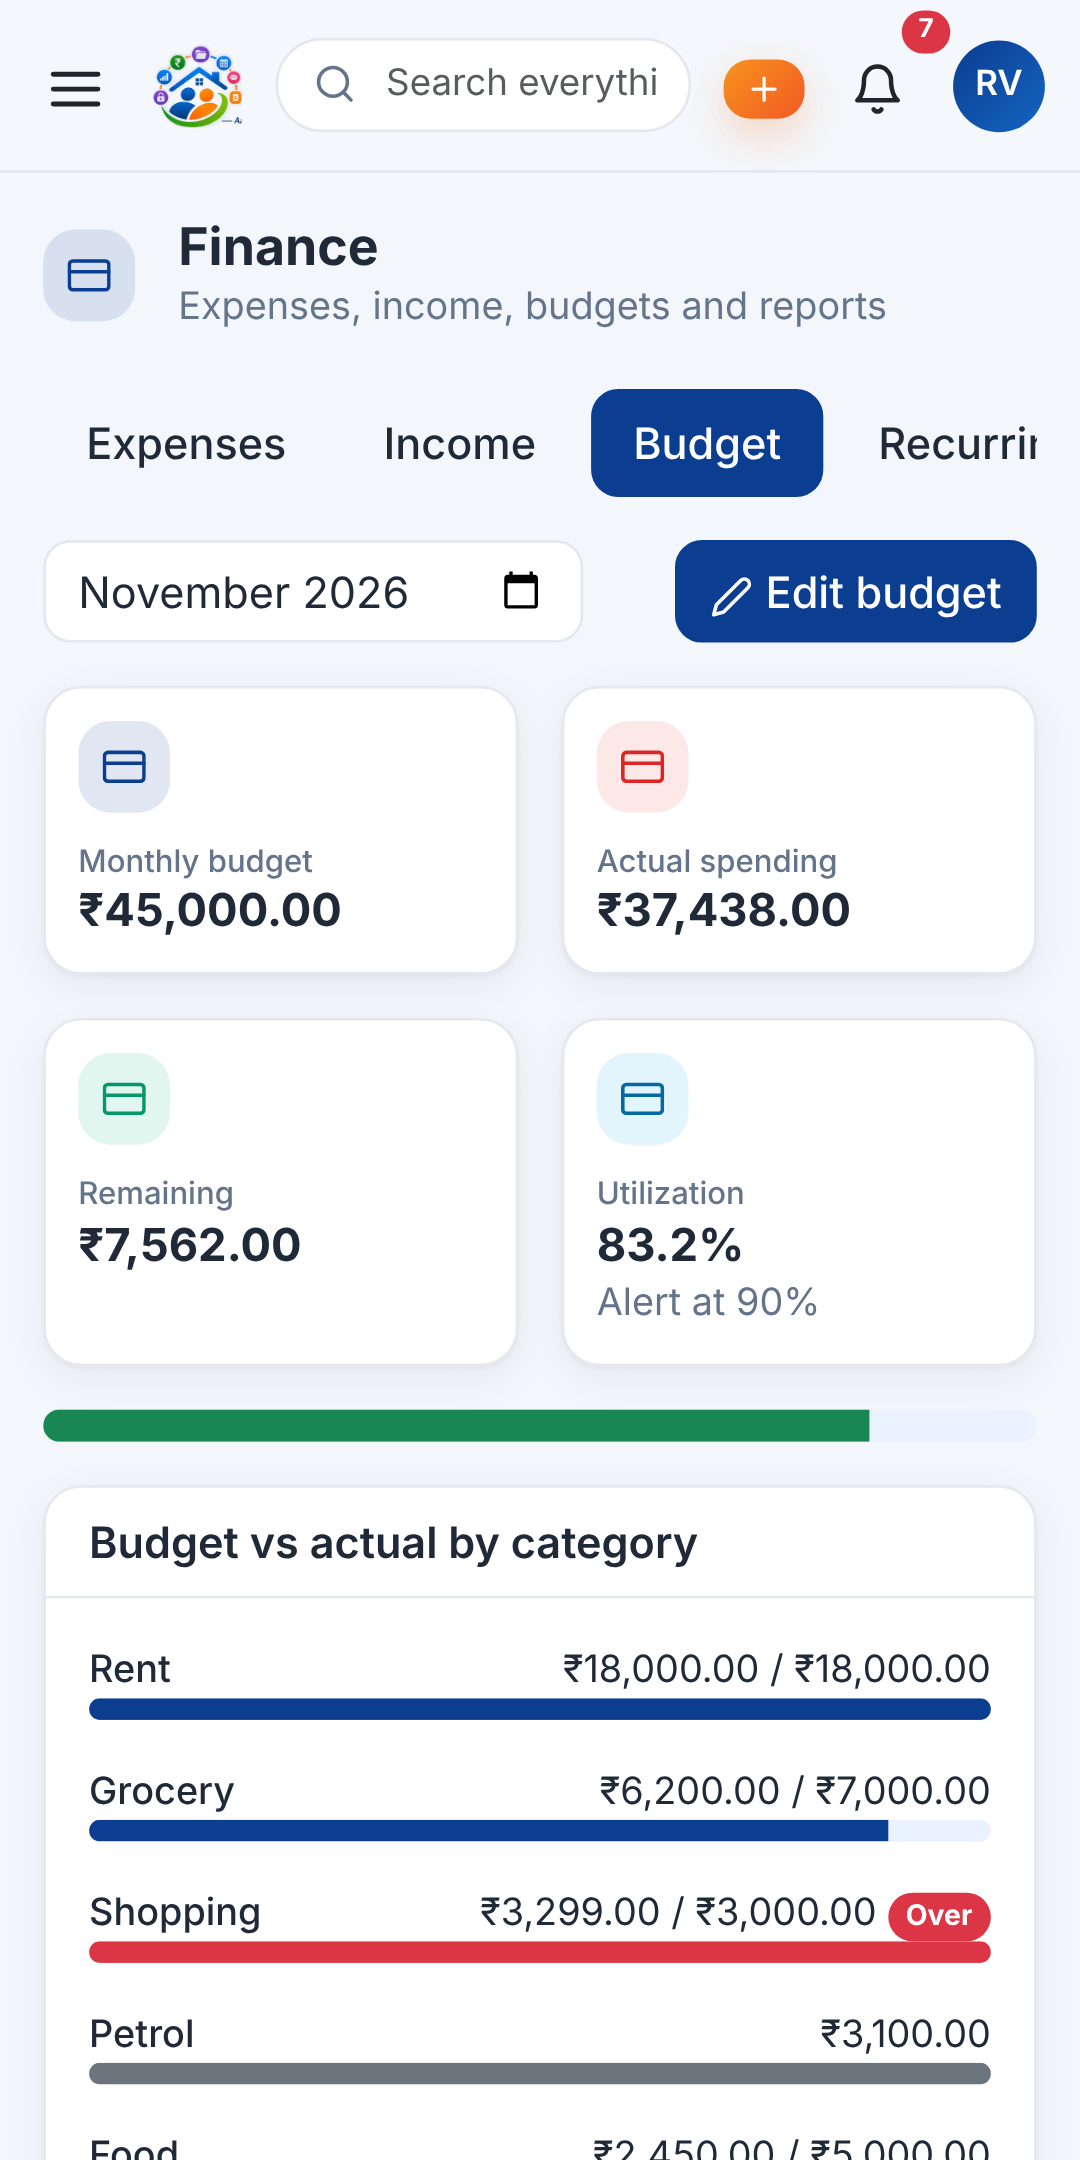 Search everythi
7
RV
Finance
Expenses, income, budgets and reports
Expenses
Income
Budget
November 2026
Edit budget
Monthly budget
₹45,000.00
Actual spending
₹37,438.00
Remaining
₹7,562.00
Utilization
83.2%
Alert at 90%
Budget vs actual by category
Rent ₹18,000.00 / ₹18,000.00
Grocery ₹6,200.00 / ₹7,000.00
Shopping ₹3,299.00 / ₹3,000.00 Over
Petrol ₹3,100.00
Food ₹2,450.00 / ₹5,000.00